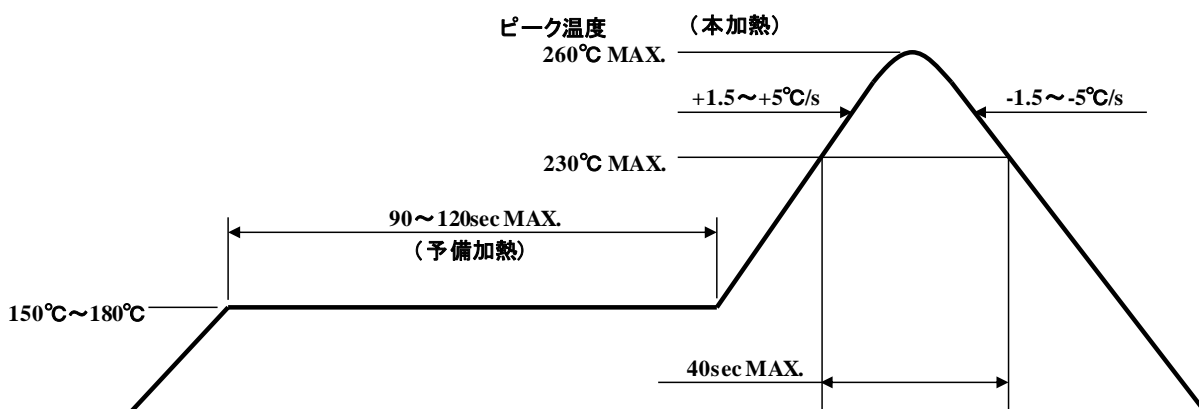 ピーク温度 (本加熱)
260℃ MAX.
+1.5～+5℃/s
-1.5～-5℃/s
230℃ MAX.
90～120sec MAX.
(予備加熱)
150℃～180℃
40sec MAX.